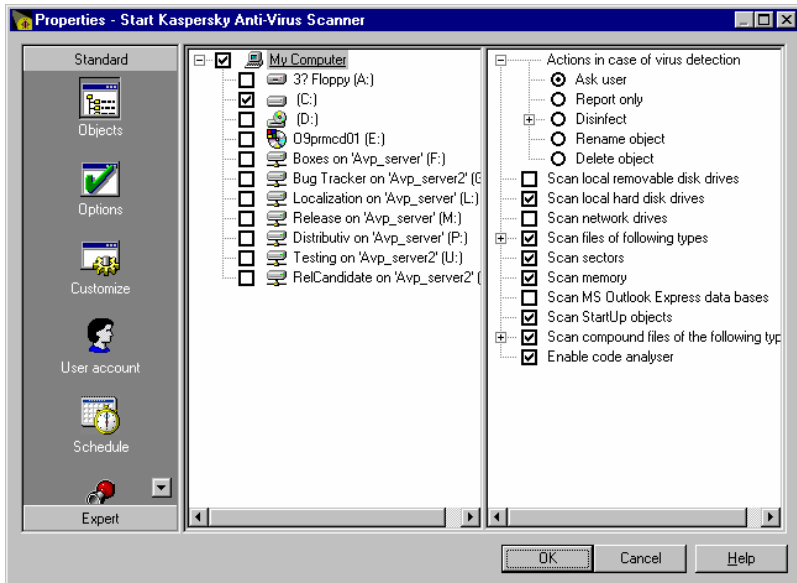 Properties - Start Kaspersky Anti-Virus Scanner
Standard
Objects
Options
Customize
User account
Schedule
Expert
My Computer
3? Floppy (A:)
(C:)
(D:)
09prmcd01 (E:)
Boxes on 'Avp_server' (F:)
Bug Tracker on 'Avp_server2' (G
Localization on 'Avp_server' (L:)
Release on 'Avp_server' (M:)
Distributiv on 'Avp_server' (P:)
Testing on 'Avp_server2' (U:)
RelCandidate on 'Avp_server2' (
Actions in case of virus detection
Ask user
Report only
Disinfect
Rename object
Delete object
Scan local removable disk drives
Scan local hard disk drives
Scan network drives
Scan files of following types
Scan sectors
Scan memory
Scan MS Outlook Express data bases
Scan StartUp objects
Scan compound files of the following typ
Enable code analyser
OK
Cancel
Help